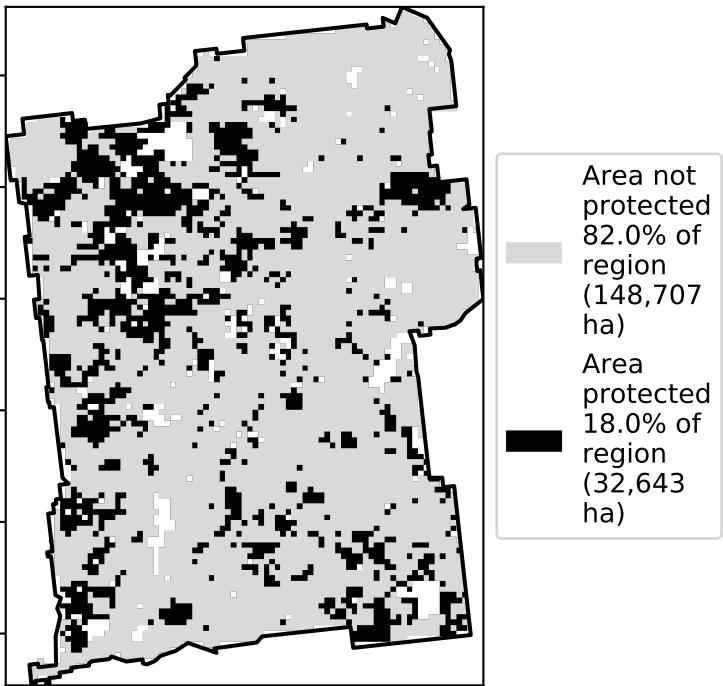 Area not
protected
82.0% of
region
(148,707
ha)
Area
protected
18.0% of
region
(32,643
ha)